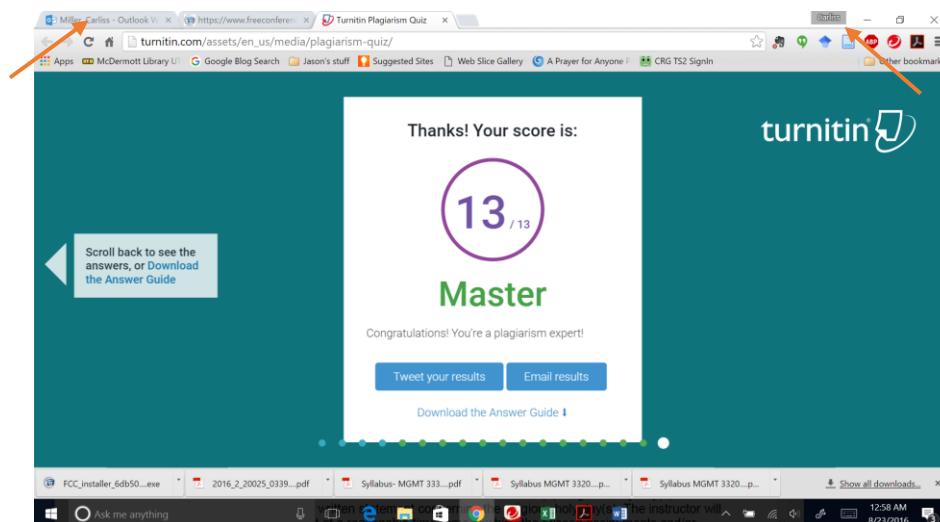 Miller, Carliss - Outlook W
https://www.freeconferen
Turnitin Plagiarism Quiz
Carliss
turnitin.com/assets/en_us/media/plagiarism-quiz/
Apps
McDermott Library U
Google Blog Search
Jason's stuff
Suggested Sites
Web Slice Gallery
A Prayer for Anyone
CRG TS2 SignIn
Other bookmark
ABP
turnitin
Thanks! Your score is:
13 / 13
Scroll back to see the
answers, or Download
the Answer Guide
Master
Congratulations! You're a plagiarism expert!
Tweet your results
Email results
Download the Answer Guide
FCC_installer_6db50....exe
2016_2_20025_0339....pdf
Syllabus- MGMT 333....pdf
Syllabus MGMT 3320....p...
Syllabus MGMT 3320....p...
Show all downloads...
Ask me anything
12:58 AM
8/23/2016